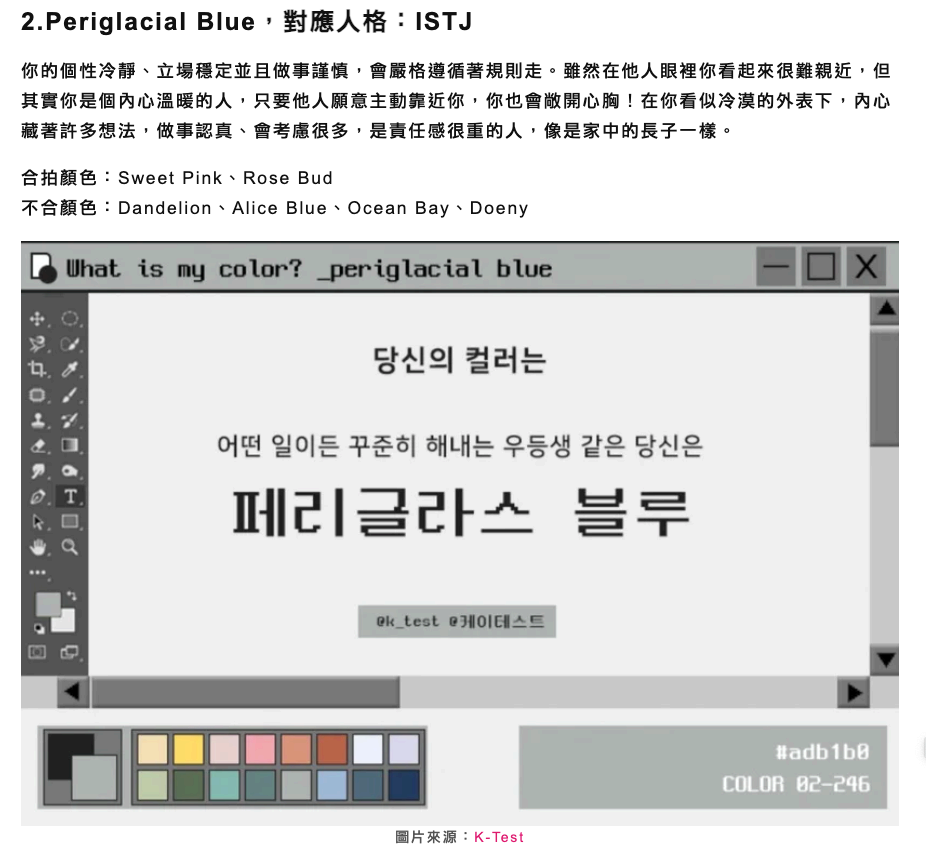 2.Periglacial Blue，對應人格：ISTJ
你的個性冷靜、立場穩定並且做事謹慎，會嚴格遵循著規則走。雖然在他人眼裡你看起來很難親近，但
其實你是個內心溫暖的人，只要他人願意主動靠近你，你也會敞開心胸！在你看似冷漠的外表下，內心
藏著許多想法，做事認真、會考慮很多，是責任感很重的人，像是家中的長子一樣。
合拍顏色：Sweet Pink、Rose Bud
不合顏色：Dandelion、Alice Blue、Ocean Bay、Doeny
What is my color? _periglacial blue
당신의 컬러는
어떤 일이든 꾸준히 해내는 우등생 같은 당신은
페리글라스 블루
@k_test @케이테스트
#adb1b0
COLOR 02-246
圖片來源：K-Test